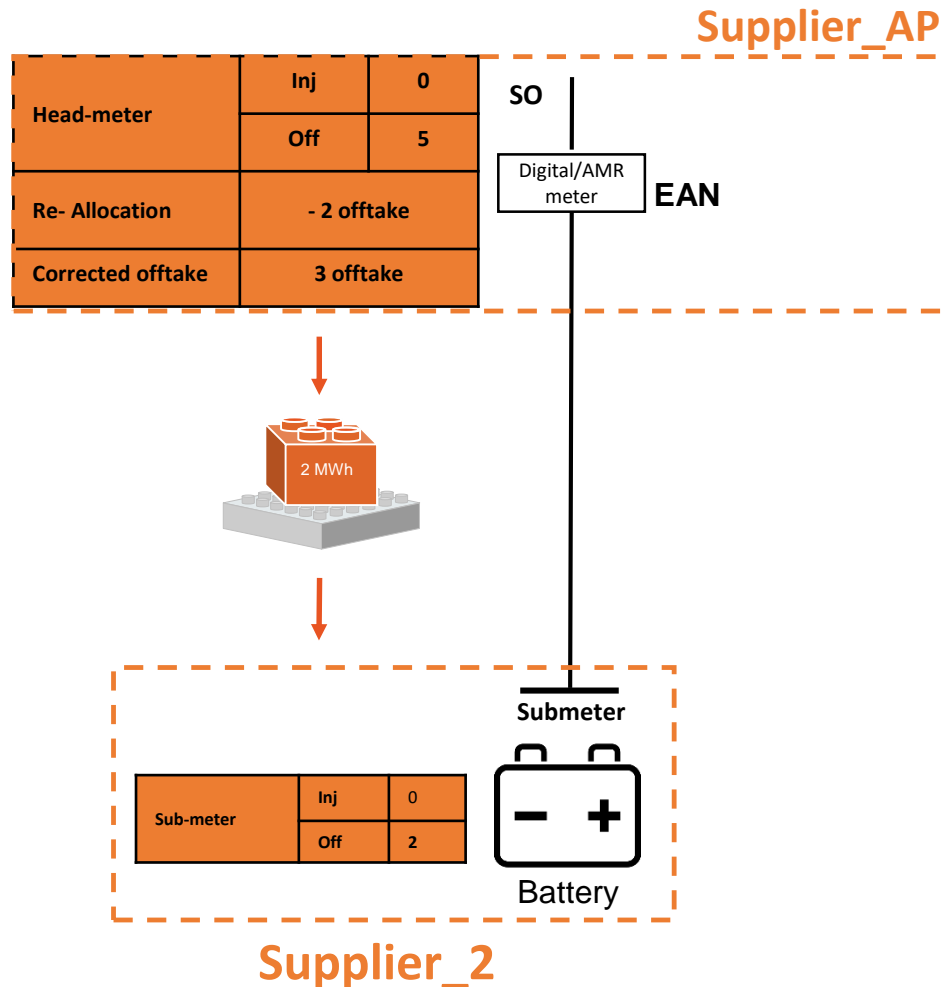 Supplier_AP
Head-meter
Inj
0
Off
5
Re- Allocation
- 2 offtake
Corrected offtake
3 offtake
SO
Digital/AMR
meter
EAN
2 MWh
Submeter
Sub-meter
Inj
0
Off
2
Battery
Supplier_2